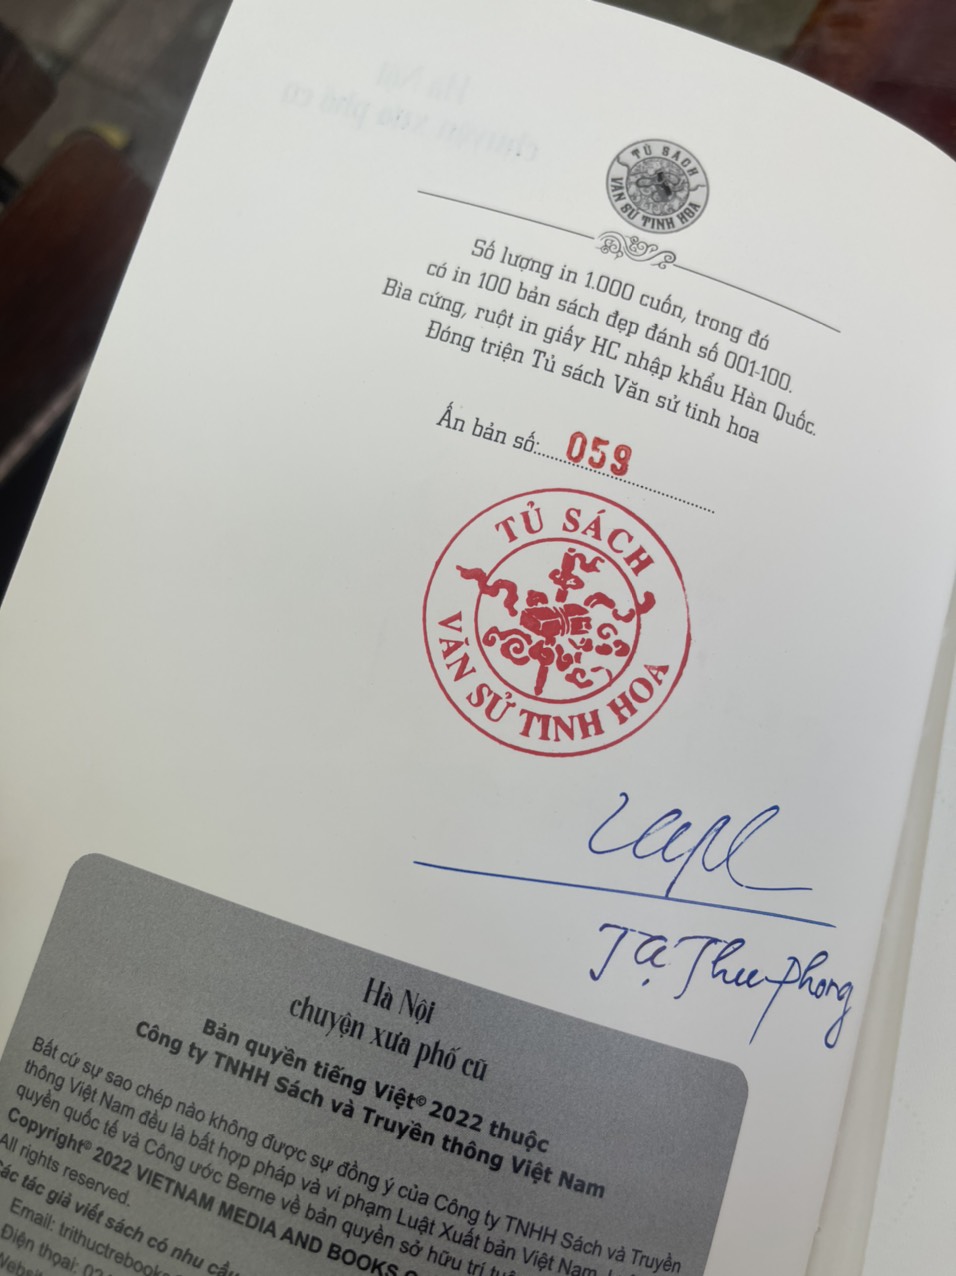 Hà Nội
chuyện xưa phố cũ
TỦ SÁCH
VĂN SỬ TINH HOA
Số lượng in 1.000 cuốn, trong đó
có in 100 bản sách đẹp đánh số 001-100.
Bìa cứng, ruột in giấy HC nhập khẩu Hàn Quốc.
Đóng triện Tủ sách Văn sử tinh hoa
Ấn bản số:..........059..........
TỦ SÁCH
VĂN SỬ TINH HOA
Tạ Thu Phong
Hà Nội
chuyện xưa phố cũ
Bản quyền tiếng Việt© 2022 thuộc
Công ty TNHH Sách và Truyền thông Việt Nam
Bất cứ sự sao chép nào không được sự đồng ý của Công ty TNHH Sách và Truyền
thông Việt Nam đều là bất hợp pháp và vi phạm Luật Xuất bản Việt Nam,
quyền quốc tế và Công ước Berne về bản quyền sở hữu trí
Copyright© 2022 VIETNAM MEDIA AND BOOKS
All rights reserved.
Các tác giả viết sách có nhu cầu
Email: trithuctrebooks
Điện thoại:
Website